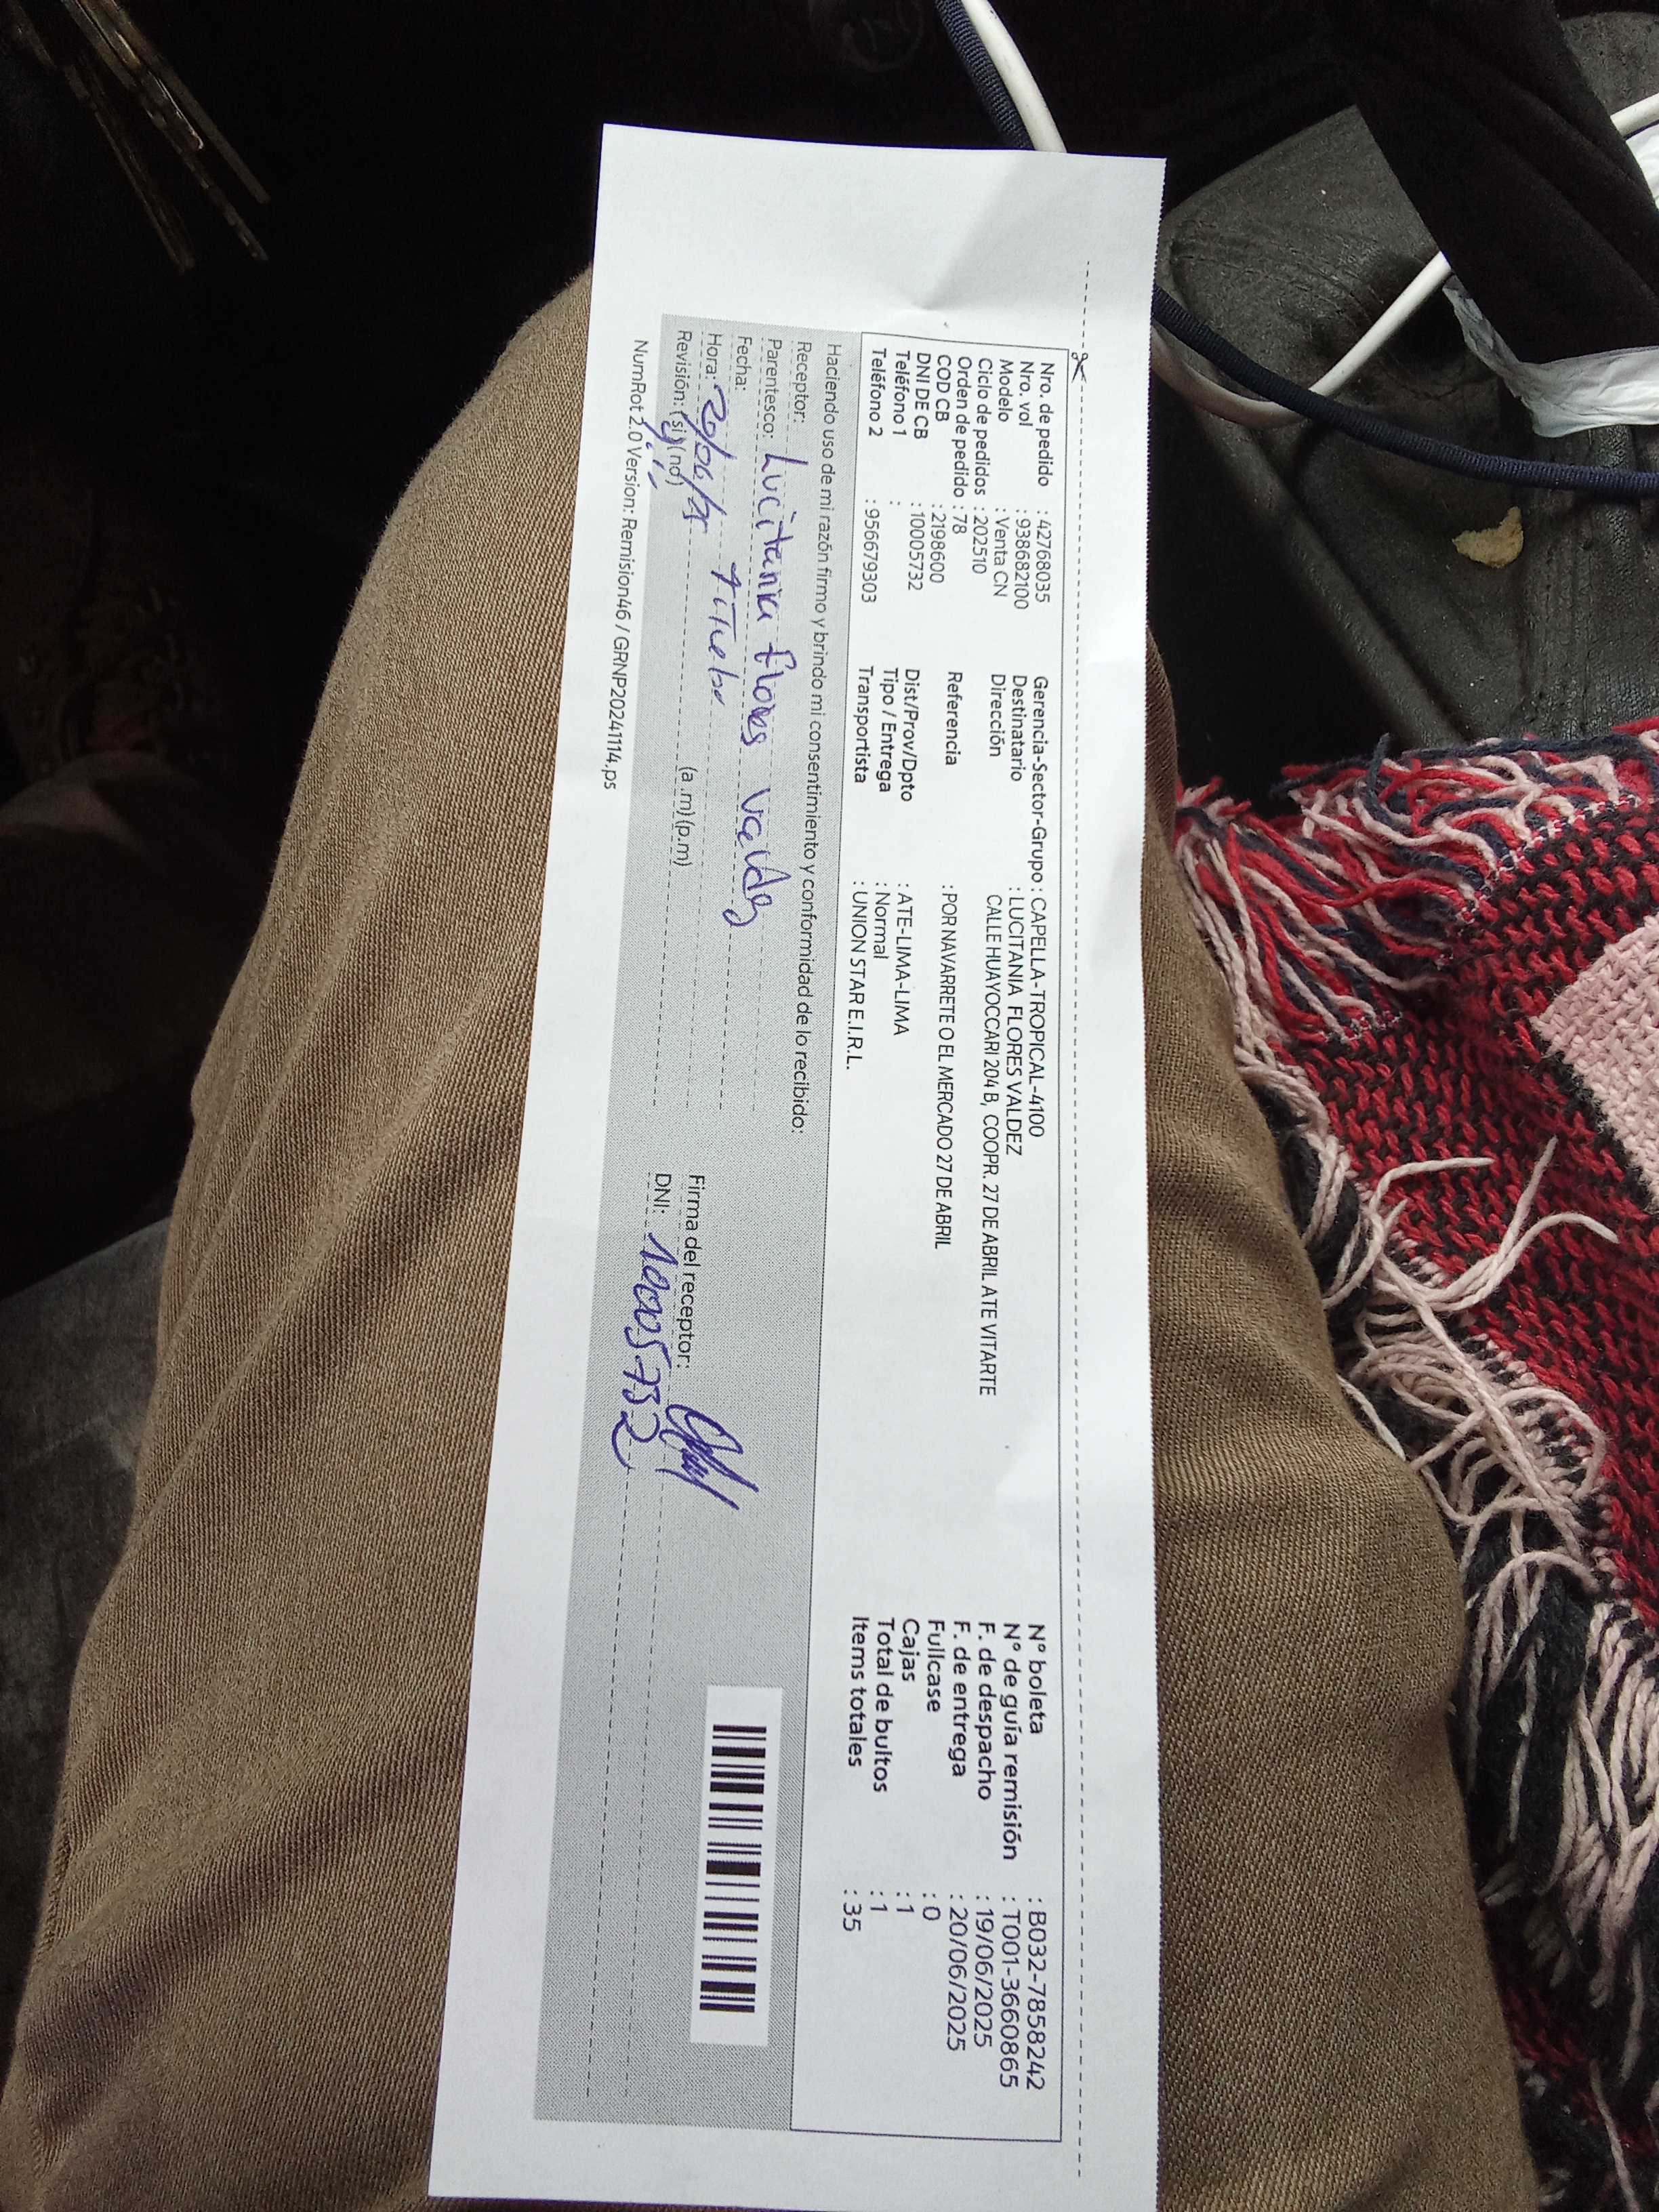 Nro. de pedido : 42768035
Nro. vol : 938682100
Modelo : Venta CN
Ciclo de pedidos : 202510
Orden de pedido : 78
COD CB : 2198600
DNI DE CB : 10005732
Teléfono 1 :
Teléfono 2 : 956679303
Gerencia-Sector-Grupo : CAPELLA-TROPICAL-4100
Destinatario : LUCITANIA FLORES VALDEZ
Dirección CALLE HUAYOCCARI 204 B, COOPR. 27 DE ABRIL ATE VITARTE
Referencia : POR NAVARRETE O EL MERCADO 27 DE ABRIL
Dist/Prov/Dpto : ATE-LIMA-LIMA
Tipo / Entrega : Normal
Transportista : UNION STAR E.I.R.L.
N° boleta : B032-7858242
N° de guía remisión : T001-3660865
F. de despacho : 19/06/2025
F. de entrega : 20/06/2025
Fullcase : 0
Cajas : 1
Total de bultos : 1
Items totales : 35
Haciendo uso de mi razón firmo y brindo mi consentimiento y conformidad de lo recibido:
Receptor:
Parentesco: Lucitania Flores Valdez
Fecha:
Hora: (a.m)(p.m)
Revisión: (si) (no)
Firma del receptor:
DNI: 10005732
NumRot 2.0 Version: Remision46 / GRNP20241114.ps